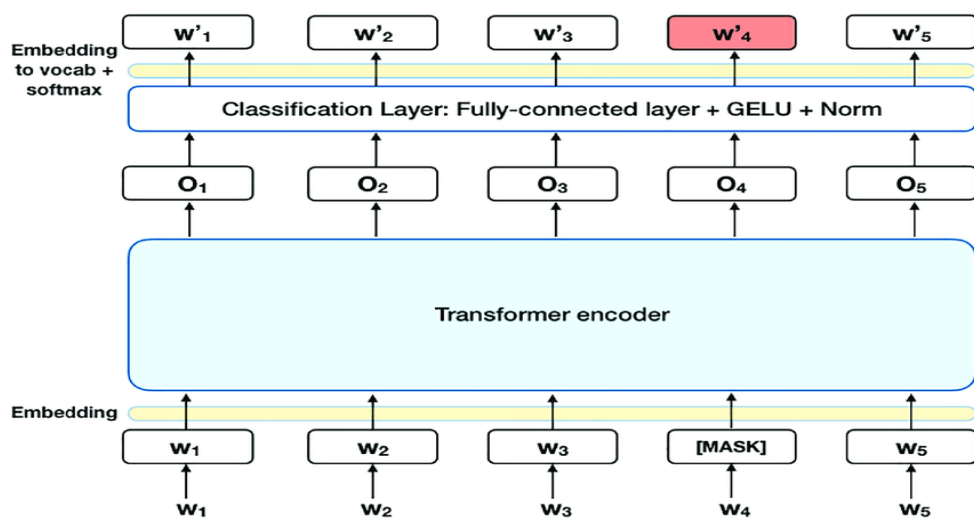 Embedding
to vocab +
softmax
w'₁ w'₂ w'₃ w'₄ w'₅
Classification Layer: Fully-connected layer + GELU + Norm
O₁ O₂ O₃ O₄ O₅
Transformer encoder
Embedding
w₁ w₂ w₃ [MASK] w₅
w₁ w₂ w₃ w₄ w₅